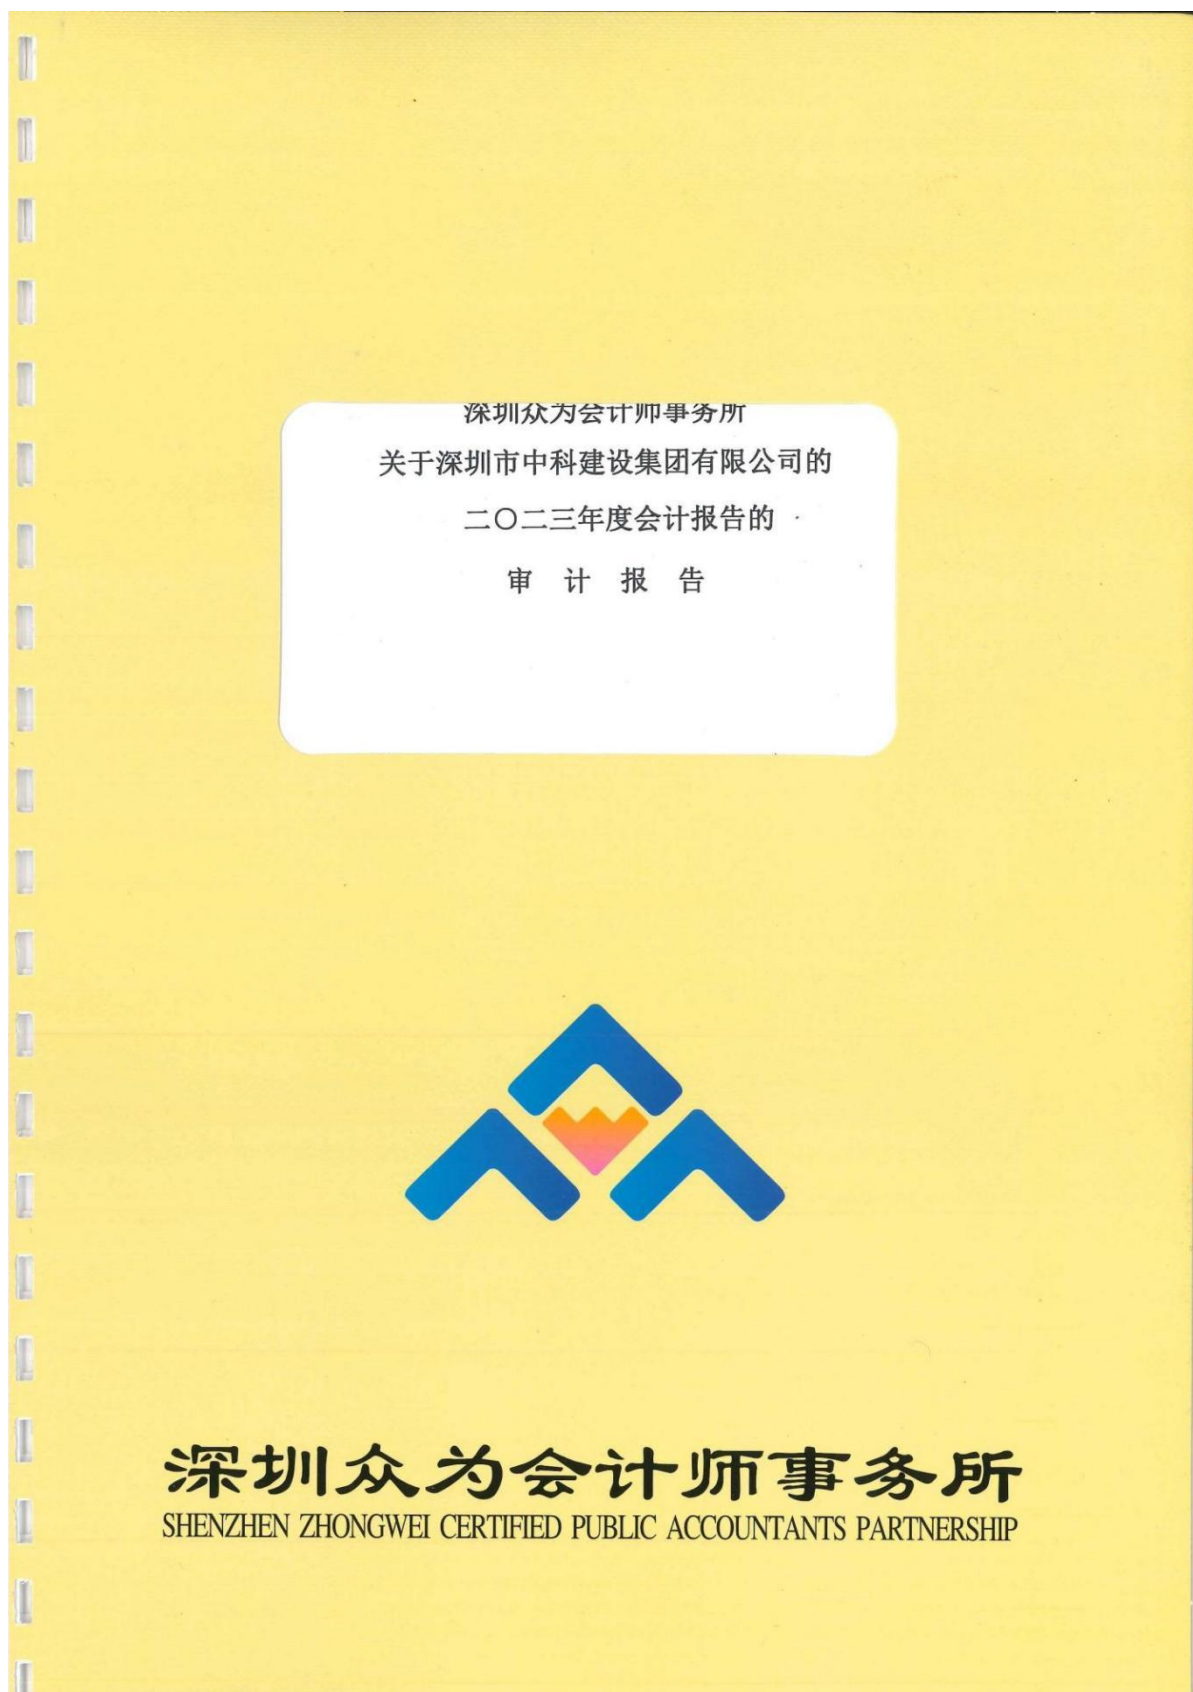 深圳众为会计师事务所
关于深圳市中科建设集团有限公司的
二〇二三年度会计报告的
审 计 报 告
深圳众为会计师事务所
SHENZHEN ZHONGWEI CERTIFIED PUBLIC ACCOUNTANTS PARTNERSHIP